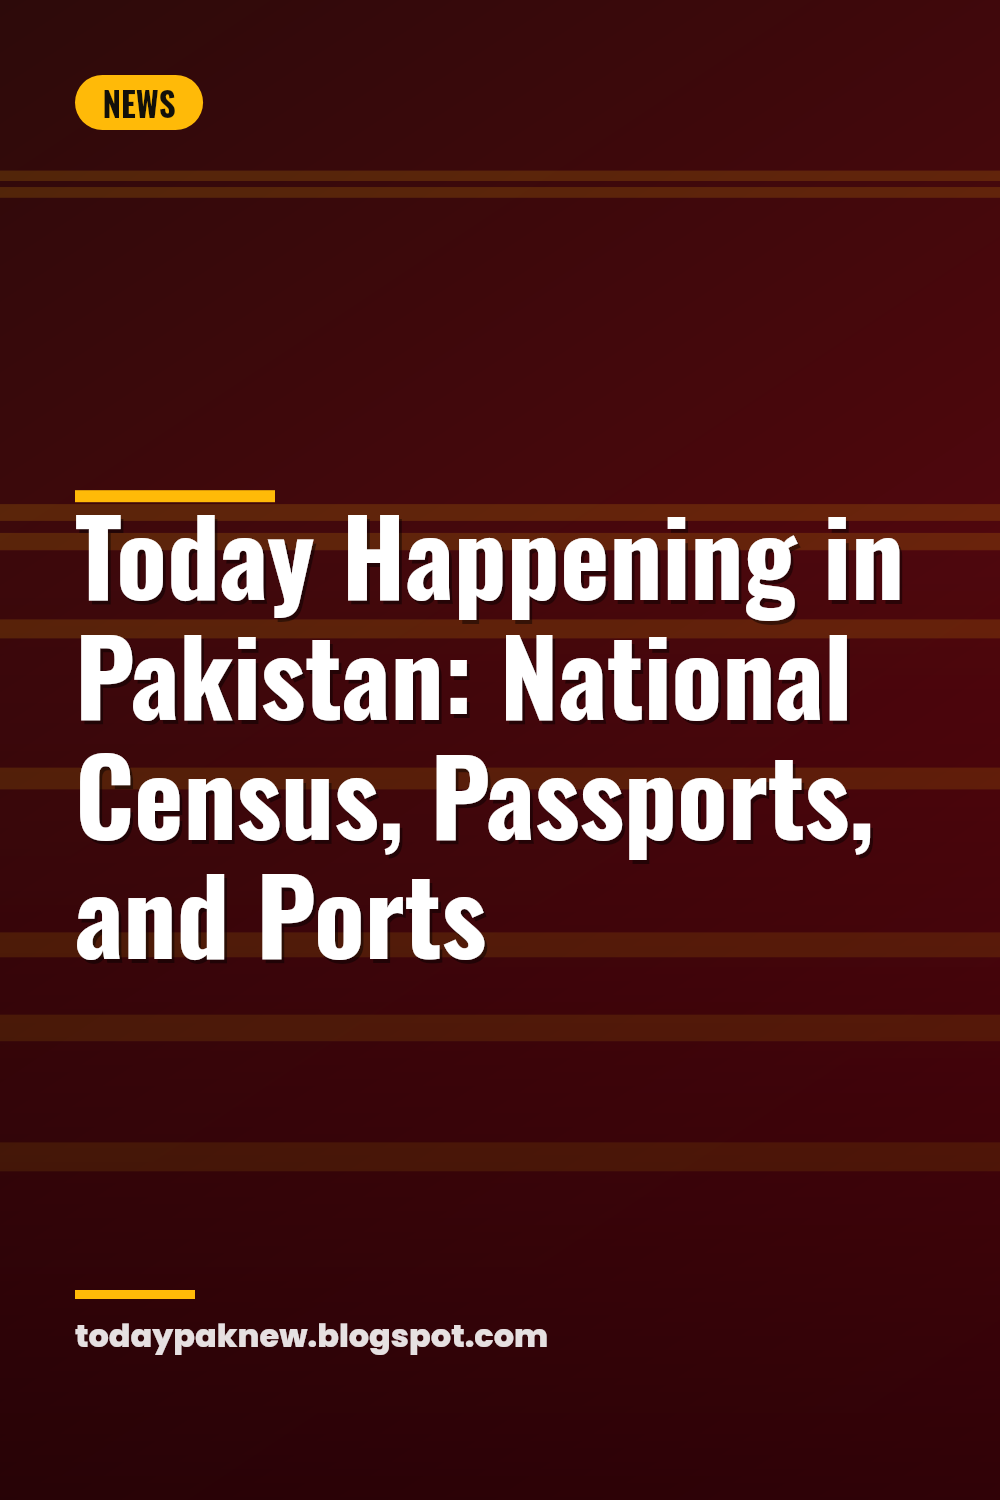 NEWS
Today Happening in
Pakistan: National
Census, Passports,
and Ports
todaypaknew.blogspot.com